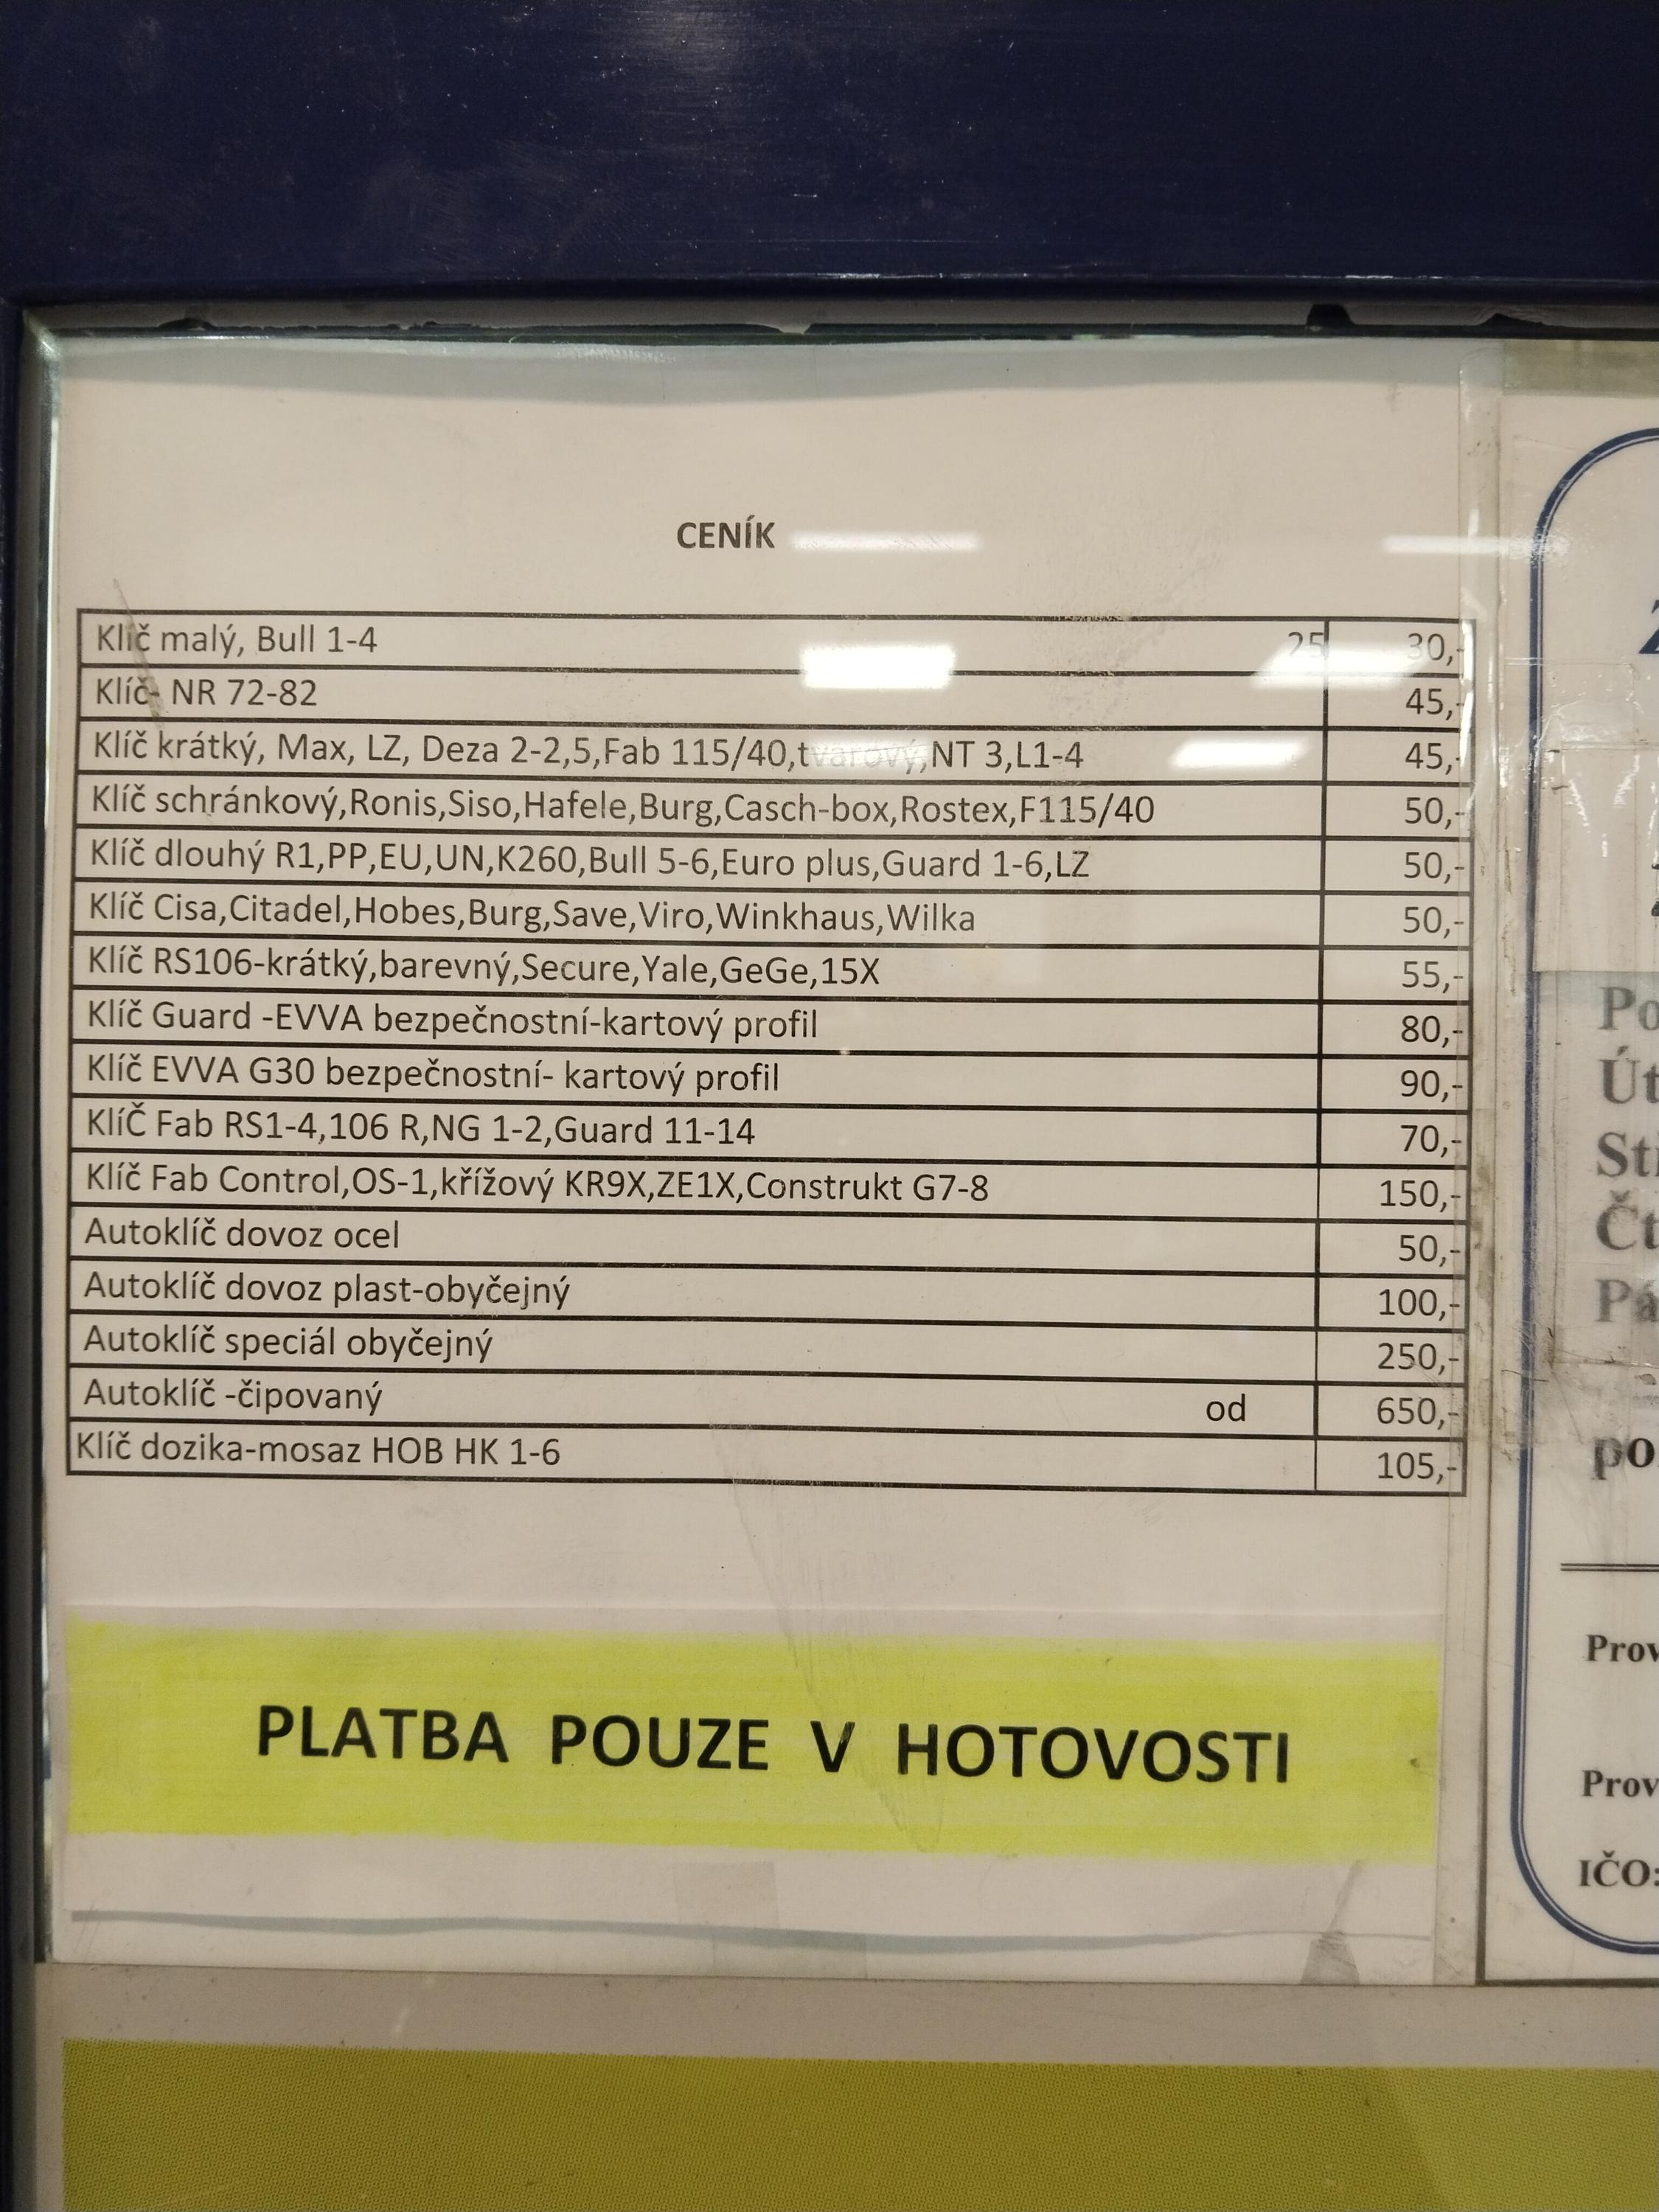 CENÍK
Klíč malý, Bull 1-4 25 30,-
Klíč- NR 72-82 45,-
Klíč krátký, Max, LZ, Deza 2-2,5,Fab 115/40,tvarový,NT 3,L1-4 45,-
Klíč schránkový,Ronis,Siso,Hafele,Burg,Casch-box,Rostex,F115/40 50,-
Klíč dlouhý R1,PP,EU,UN,K260,Bull 5-6,Euro plus,Guard 1-6,LZ 50,-
Klíč Cisa,Citadel,Hobes,Burg,Save,Viro,Winkhaus,Wilka 50,-
Klíč RS106-krátký,barevný,Secure,Yale,GeGe,15X 55,-
Klíč Guard -EVVA bezpečnostní-kartový profil 80,-
Klíč EVVA G30 bezpečnostní- kartový profil 90,-
KlíČ Fab RS1-4,106 R,NG 1-2,Guard 11-14 70,-
Klíč Fab Control,OS-1,křížový KR9X,ZE1X,Construkt G7-8 150,-
Autoklíč dovoz ocel 50,-
Autoklíč dovoz plast-obyčejný 100,-
Autoklíč speciál obyčejný 250,-
Autoklíč -čipovaný od 650,-
Klíč dozika-mosaz HOB HK 1-6 105,-
PLATBA POUZE V HOTOVOSTI
Po
Út
Čt
Pá
IČO: